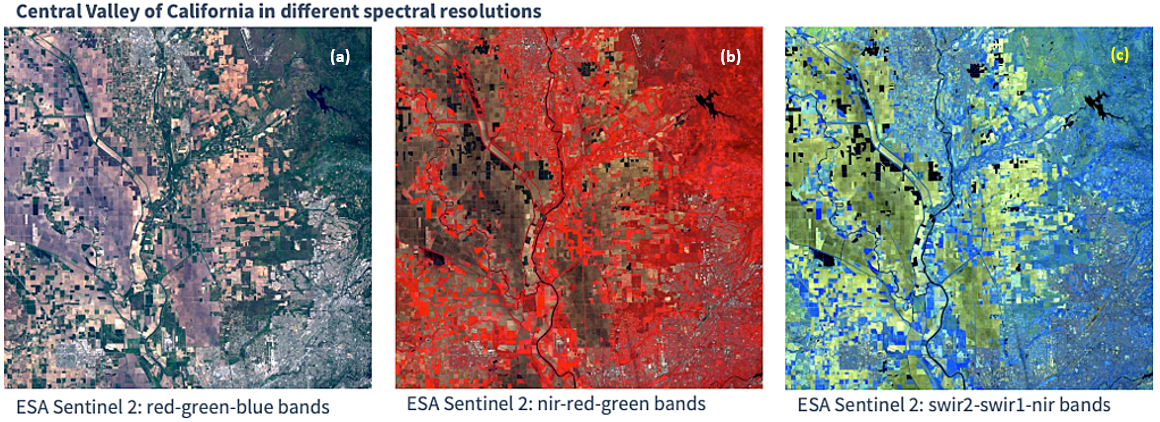 Central Valley of California in different spectral resolutions
(a)
(b)
(c)
ESA Sentinel 2: red-green-blue bands
ESA Sentinel 2: nir-red-green bands
ESA Sentinel 2: swir2-swir1-nir bands